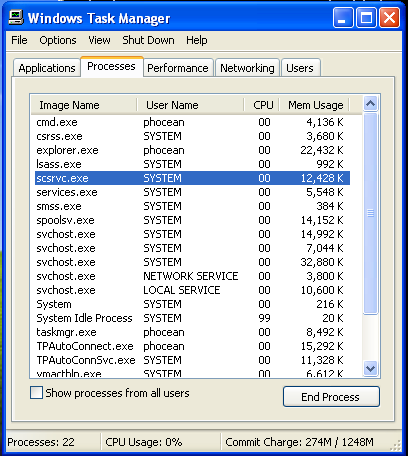 Windows Task Manager
File Options View Shut Down Help
Applications Processes Performance Networking Users
Image Name User Name CPU Mem Usage
cmd.exe phocean 00 4,136 K
csrss.exe SYSTEM 00 3,680 K
explorer.exe phocean 00 22,432 K
lsass.exe SYSTEM 00 992 K
scsrvc.exe SYSTEM 00 12,428 K
services.exe SYSTEM 00 5,548 K
smss.exe SYSTEM 00 384 K
spoolsv.exe SYSTEM 00 14,152 K
svchost.exe SYSTEM 00 14,992 K
svchost.exe SYSTEM 00 7,044 K
svchost.exe SYSTEM 00 32,880 K
svchost.exe NETWORK SERVICE 00 3,800 K
svchost.exe LOCAL SERVICE 00 10,600 K
System SYSTEM 00 216 K
System Idle Process SYSTEM 99 20 K
taskmgr.exe phocean 00 8,492 K
TPAutoConnect.exe phocean 00 15,292 K
TPAutoConnSvc.exe SYSTEM 00 11,328 K
vmacthlp.exe SYSTEM 00 6,612 K
Show processes from all users
End Process
Processes: 22 CPU Usage: 0% Commit Charge: 274M / 1248M